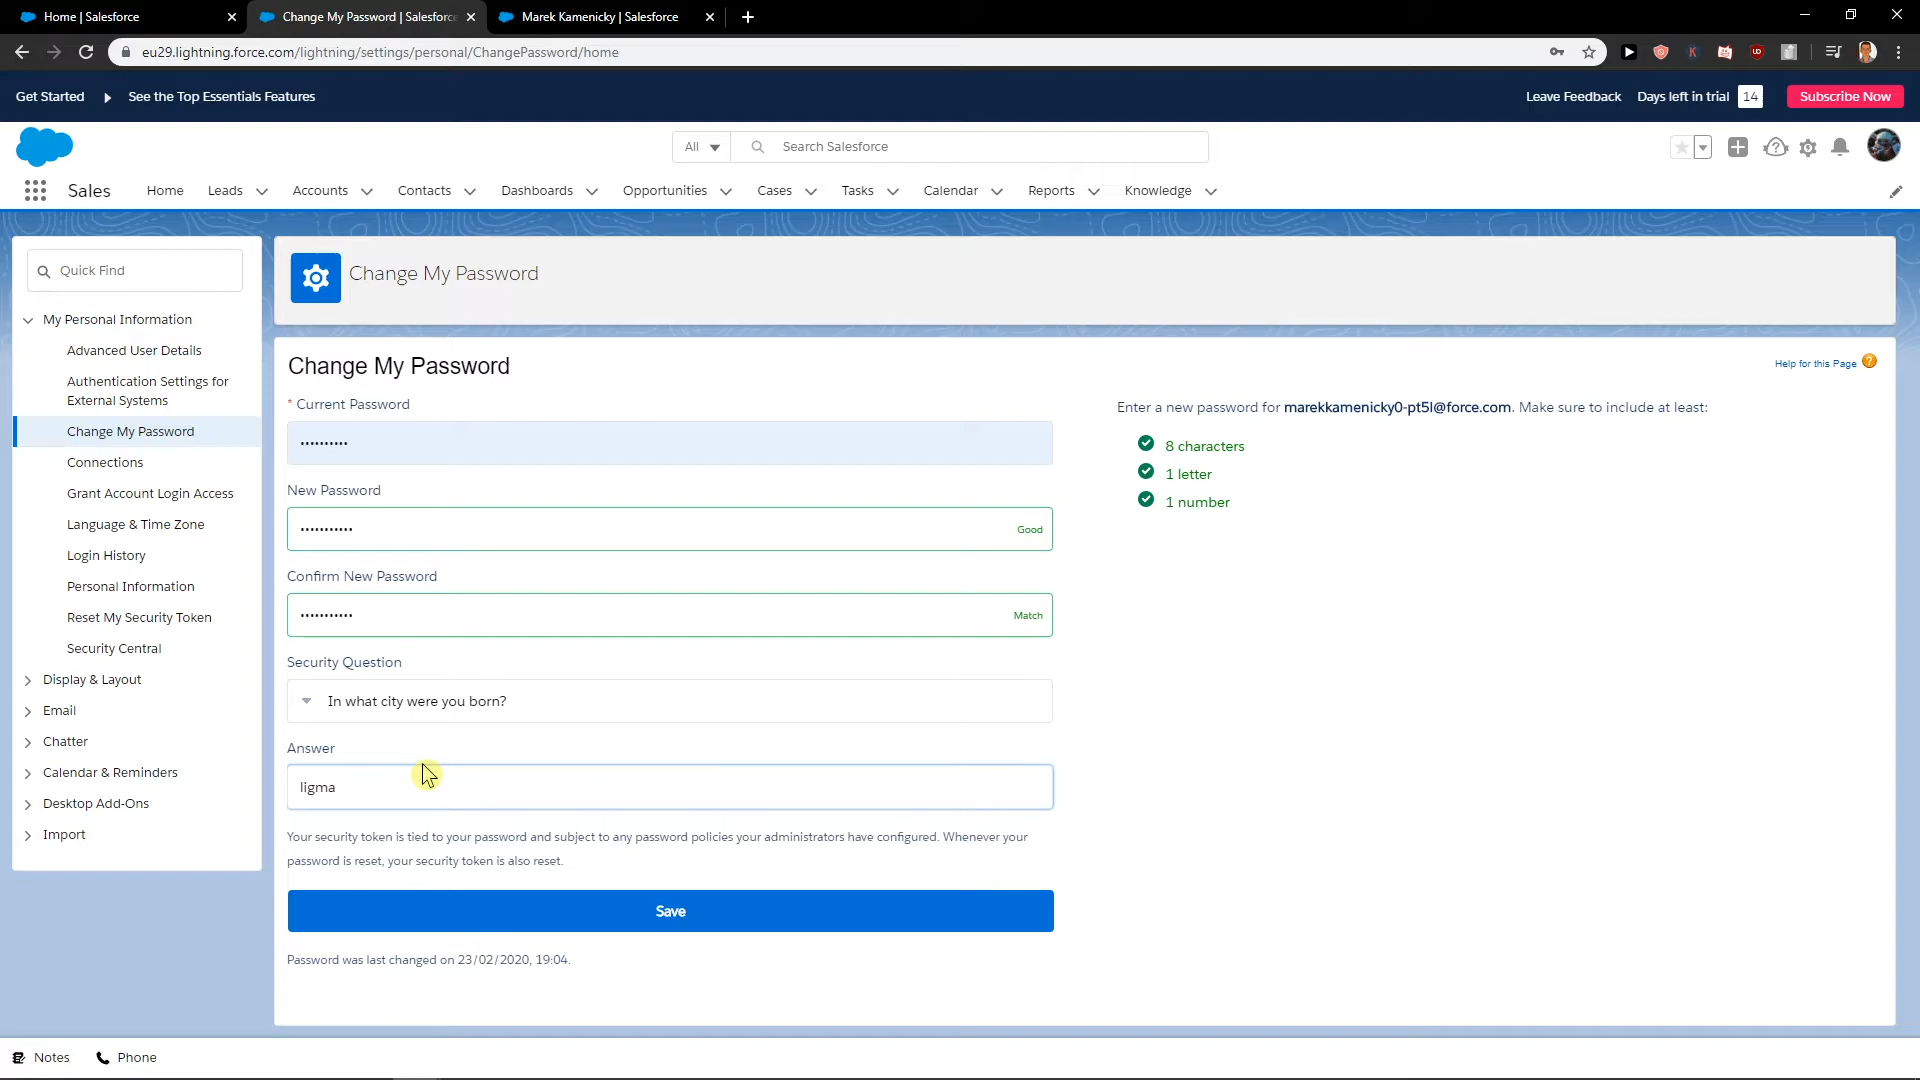 Home | Salesforce
Change My Password | Salesforce
Marek Kamenicky | Salesforce
eu29.lightning.force.com/lightning/settings/personal/ChangePassword/home
Get Started
See the Top Essentials Features
Leave Feedback
Days left in trial 14
Subscribe Now
All
Search Salesforce
Sales
Home
Leads
Accounts
Contacts
Dashboards
Opportunities
Cases
Tasks
Calendar
Reports
Knowledge
Quick Find
My Personal Information
Advanced User Details
Authentication Settings for
External Systems
Change My Password
Connections
Grant Account Login Access
Language & Time Zone
Login History
Personal Information
Reset My Security Token
Security Central
Display & Layout
Email
Chatter
Calendar & Reminders
Desktop Add-Ons
Import
Change My Password
Change My Password
Help for this Page
* Current Password
••••••••••
New Password
•••••••••••
Good
Confirm New Password
•••••••••••
Match
Security Question
In what city were you born?
Answer
ligma
Your security token is tied to your password and subject to any password policies your administrators have configured. Whenever your
password is reset, your security token is also reset.
Save
Password was last changed on 23/02/2020, 19:04.
Enter a new password for marekkamenicky0-pt5l@force.com. Make sure to include at least:
8 characters
1 letter
1 number
Notes
Phone